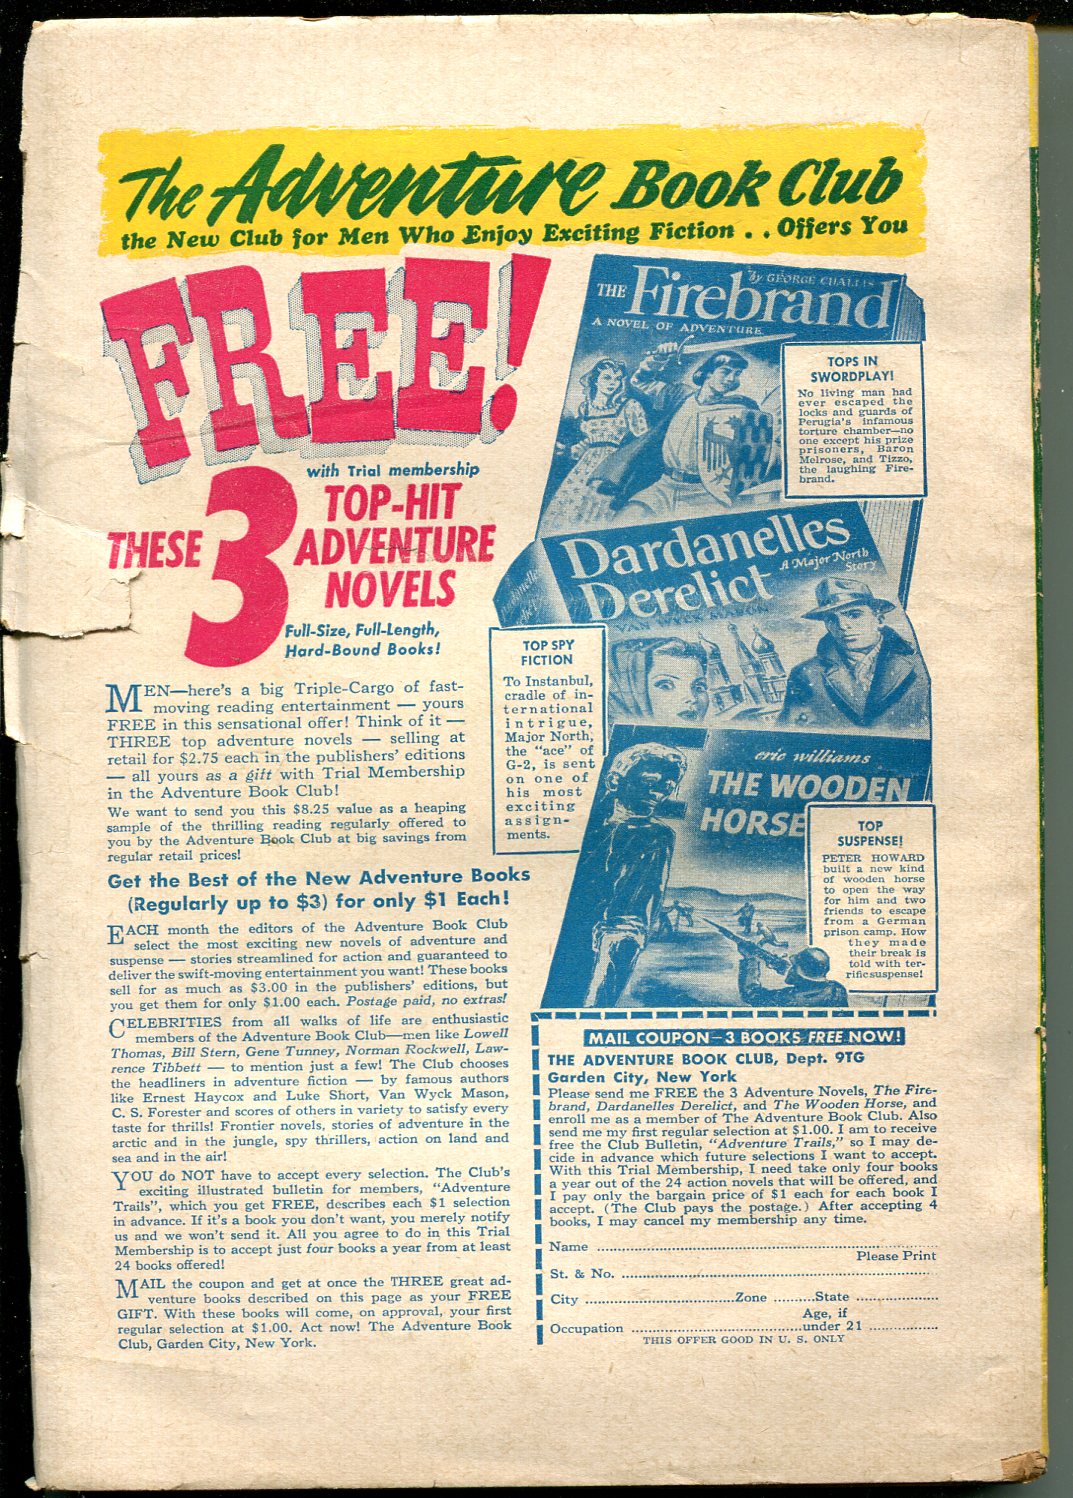 The Adventure Book Club
the New Club for Men Who Enjoy Exciting Fiction . . Offers You
FREE!
with Trial membership
THESE 3 TOP-HIT
ADVENTURE
NOVELS
Full-Size, Full-Length,
Hard-Bound Books!
MEN—here's a big Triple-Cargo of fast-
moving reading entertainment — yours
FREE in this sensational offer! Think of it —
THREE top adventure novels — selling at
retail for $2.75 each in the publishers' editions
— all yours as a gift with Trial Membership
in the Adventure Book Club!
We want to send you this $8.25 value as a heaping
sample of the thrilling reading regularly offered to
you by the Adventure Book Club at big savings from
regular retail prices!
Get the Best of the New Adventure Books
(Regularly up to $3) for only $1 Each!
EACH month the editors of the Adventure Book Club
select the most exciting new novels of adventure and
suspense — stories streamlined for action and guaranteed to
deliver the swift-moving entertainment you want! These books
sell for as much as $3.00 in the publishers' editions, but
you get them for only $1.00 each. Postage paid, no extras!
CELEBRITIES from all walks of life are enthusiastic
members of the Adventure Book Club—men like Lowell
Thomas, Bill Stern, Gene Tunney, Norman Rockwell, Law-
rence Tibbett — to mention just a few! The Club chooses
the headliners in adventure fiction — by famous authors
like Ernest Haycox and Luke Short, Van Wyck Mason,
C. S. Forester and scores of others in variety to satisfy every
taste for thrills! Frontier novels, stories of adventure in the
arctic and in the jungle, spy thrillers, action on land and
sea and in the air!
YOU do NOT have to accept every selection. The Club's
exciting illustrated bulletin for members, "Adventure
Trails", which you get FREE, describes each $1 selection
in advance. If it's a book you don't want, you merely notify
us and we won't send it. All you agree to do in this Trial
Membership is to accept just four books a year from at least
24 books offered!
MAIL the coupon and get at once the THREE great ad-
venture books described on this page as your FREE
GIFT. With these books will come, on approval, your first
regular selection at $1.00. Act now! The Adventure Book
Club, Garden City, New York.
by GEORGE CHALLIS
THE Firebrand
A NOVEL OF ADVENTURE
TOPS IN
SWORDPLAY!
No living man had
ever escaped the
locks and guards of
Perugia's infamous
torture chamber—no
one except his prize
prisoners, Baron
Melrose, and Tizzo,
the laughing Fire-
brand.
Dardanelles
Derelict
A Major North
Story
VAN WYCK MASON
TOP SPY
FICTION
To Instanbul,
cradle of in-
ternational
intrigue,
Major North,
the "ace" of
G-2, is sent
on one of
his most
exciting
assign-
ments.
eric williams
THE WOODEN
HORSE
TOP
SUSPENSE!
PETER HOWARD
built a new kind
of wooden horse
to open the way
for him and two
friends to escape
from a German
prison camp. How
they made
their break is
told with ter-
rific suspense!
MAIL COUPON—3 BOOKS FREE NOW!
THE ADVENTURE BOOK CLUB, Dept. 9TG
Garden City, New York
Please send me FREE the 3 Adventure Novels, The Fire-
brand, Dardanelles Derelict, and The Wooden Horse, and
enroll me as a member of The Adventure Book Club. Also
send me my first regular selection at $1.00. I am to receive
free the Club Bulletin, "Adventure Trails," so I may de-
cide in advance which future selections I want to accept.
With this Trial Membership, I need take only four books
a year out of the 24 action novels that will be offered, and
I pay only the bargain price of $1 each for each book I
accept. (The Club pays the postage.) After accepting 4
books, I may cancel my membership any time.
Name
Please Print
St. & No.
City Zone State
Age, if
Occupation under 21
THIS OFFER GOOD IN U. S. ONLY